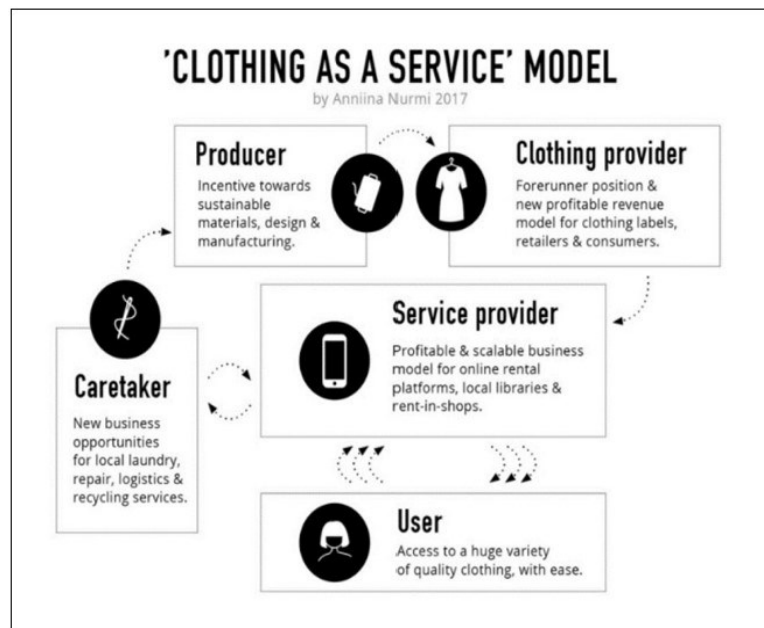 'CLOTHING AS A SERVICE' MODEL
by Anniina Nurmi 2017
Producer
Incentive towards
sustainable
materials, design &
manufacturing.
Clothing provider
Forerunner position &
new profitable revenue
model for clothing labels,
retailers & consumers.
Service provider
Profitable & scalable business
model for online rental
platforms, local libraries &
rent-in-shops.
Caretaker
New business
opportunities
for local laundry,
repair, logistics &
recycling services.
User
Access to a huge variety
of quality clothing, with ease.